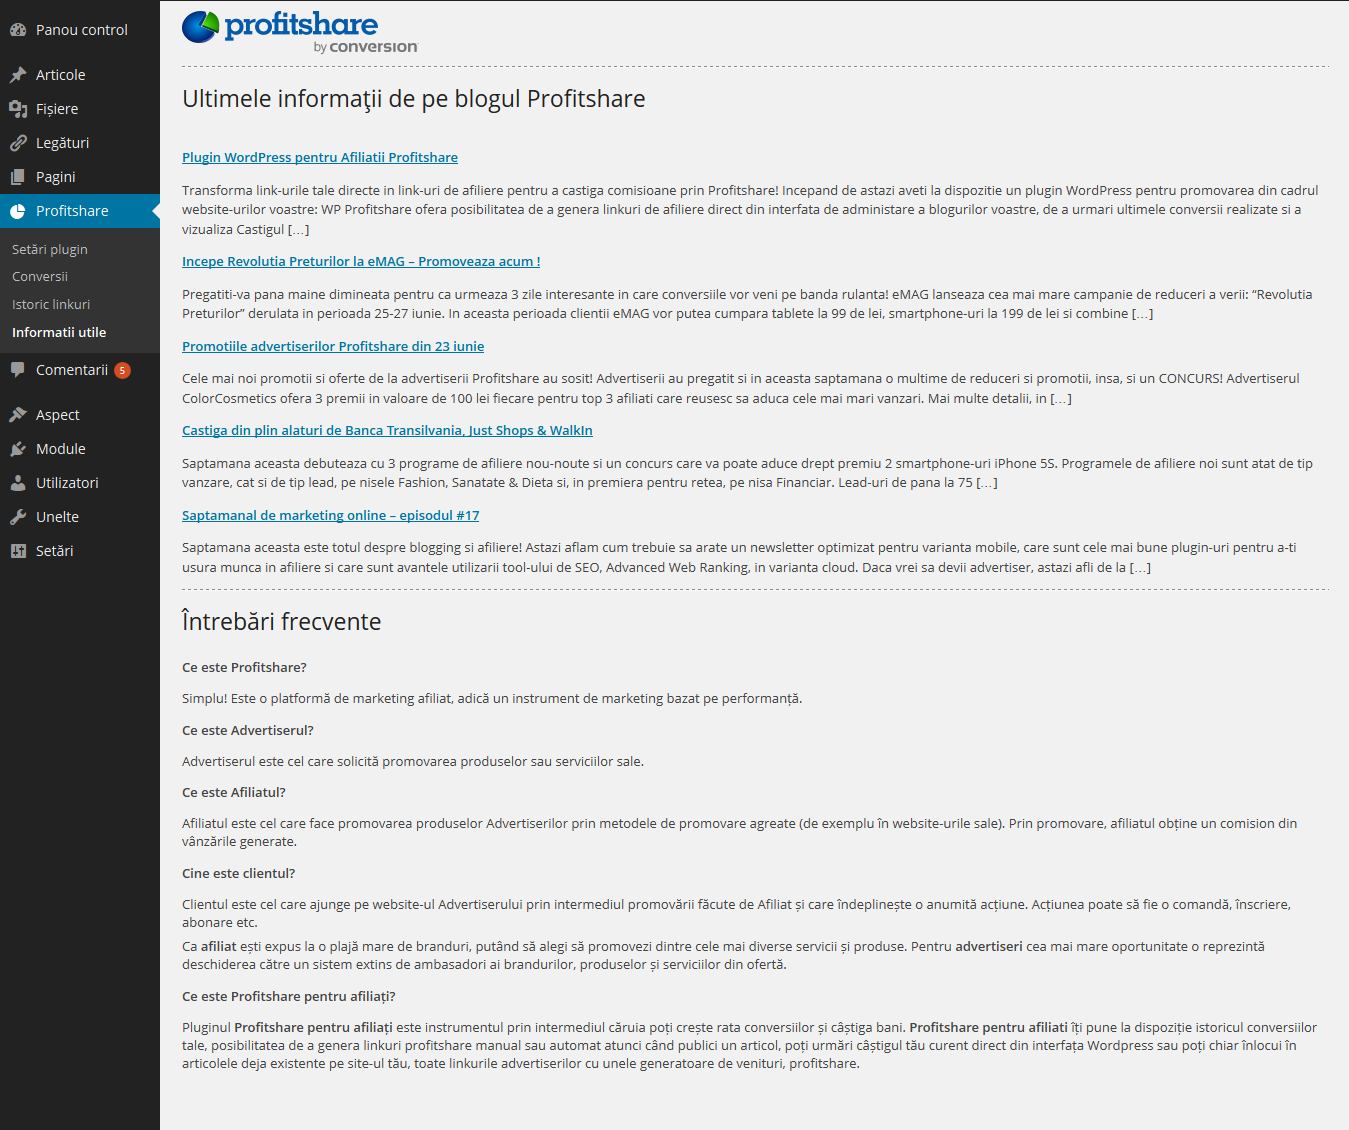 Panou control
Articole
Fișiere
Legături
Pagini
Profitshare
Setări plugin
Conversii
Istoric linkuri
Informatii utile
Comentarii 5
Aspect
Module
Utilizatori
Unelte
Setări
profitshare
by conversion
Ultimele informaţii de pe blogul Profitshare
Plugin WordPress pentru Afiliatii Profitshare
Transforma link-urile tale directe in link-uri de afiliere pentru a castiga comisioane prin Profitshare! Incepand de astazi aveti la dispozitie un plugin WordPress pentru promovarea din cadrul
website-urilor voastre: WP Profitshare ofera posibilitatea de a genera linkuri de afiliere direct din interfata de administare a blogurilor voastre, de a urmari ultimele conversii realizate si a
vizualiza Castigul […]
Incepe Revolutia Preturilor la eMAG – Promoveaza acum !
Pregatiti-va pana maine dimineata pentru ca urmeaza 3 zile interesante in care conversiile vor veni pe banda rulanta! eMAG lanseaza cea mai mare campanie de reduceri a verii: “Revolutia
Preturilor” derulata in perioada 25-27 iunie. In aceasta perioada clientii eMAG vor putea cumpara tablete la 99 de lei, smartphone-uri la 199 de lei si combine […]
Promotiile advertiserilor Profitshare din 23 iunie
Cele mai noi promotii si oferte de la advertiserii Profitshare au sosit! Advertiserii au pregatit si in aceasta saptamana o multime de reduceri si promotii, insa, si un CONCURS! Advertiserul
ColorCosmetics ofera 3 premii in valoare de 100 lei fiecare pentru top 3 afiliati care reusesc sa aduca cele mai mari vanzari. Mai multe detalii, in […]
Castiga din plin alaturi de Banca Transilvania, Just Shops & WalkIn
Saptamana aceasta debuteaza cu 3 programe de afiliere nou-noute si un concurs care va poate aduce drept premiu 2 smartphone-uri iPhone 5S. Programele de afiliere noi sunt atat de tip
vanzare, cat si de tip lead, pe nisele Fashion, Sanatate & Dieta si, in premiera pentru retea, pe nisa Financiar. Lead-uri de pana la 75 […]
Saptamanal de marketing online – episodul #17
Saptamana aceasta este totul despre blogging si afiliere! Astazi aflam cum trebuie sa arate un newsletter optimizat pentru varianta mobile, care sunt cele mai bune plugin-uri pentru a-ti
usura munca in afiliere si care sunt avantele utilizarii tool-ului de SEO, Advanced Web Ranking, in varianta cloud. Daca vrei sa devii advertiser, astazi afli de la […]
Întrebări frecvente
Ce este Profitshare?
Simplu! Este o platformă de marketing afiliat, adică un instrument de marketing bazat pe performanță.
Ce este Advertiserul?
Advertiserul este cel care solicită promovarea produselor sau serviciilor sale.
Ce este Afiliatul?
Afiliatul este cel care face promovarea produselor Advertiserilor prin metodele de promovare agreate (de exemplu în website-urile sale). Prin promovare, afiliatul obține un comision din
vânzările generate.
Cine este clientul?
Clientul este cel care ajunge pe website-ul Advertiserului prin intermediul promovării făcute de Afiliat și care îndeplinește o anumită acțiune. Acțiunea poate să fie o comandă, înscriere,
abonare etc.
Ca afiliat ești expus la o plajă mare de branduri, putând să alegi să promovezi dintre cele mai diverse servicii și produse. Pentru advertiseri cea mai mare oportunitate o reprezintă
deschiderea către un sistem extins de ambasadori ai brandurilor, produselor și serviciilor din ofertă.
Ce este Profitshare pentru afiliați?
Pluginul Profitshare pentru afiliați este instrumentul prin intermediul căruia poți crește rata conversiilor și câștiga bani. Profitshare pentru afiliati îți pune la dispoziție istoricul conversiilor
tale, posibilitatea de a genera linkuri profitshare manual sau automat atunci când publici un articol, poți urmări câștigul tău curent direct din interfața Wordpress sau poți chiar înlocui în
articolele deja existente pe site-ul tău, toate linkurile advertiserilor cu unele generatoare de venituri, profitshare.